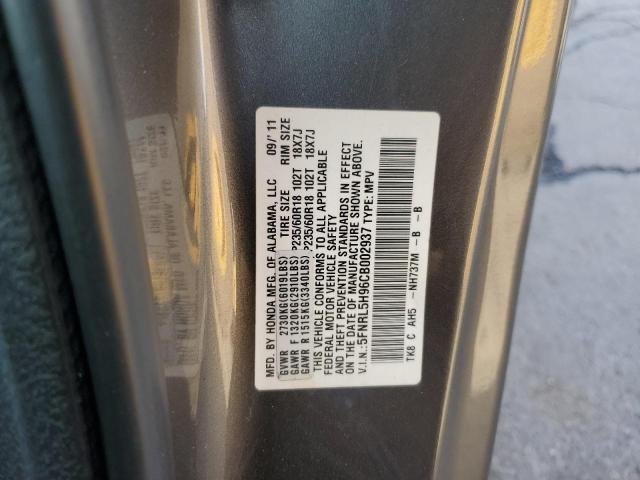 MFD. BY HONDA MFG. OF ALABAMA, LLC 09/'11
TIRE SIZE RIM SIZE
GVWR 2730KG(6019LBS)
GAWR F 1320KG(2910LBS) P235/60R18 102T 18X7J
GAWR R 1515KG(3340LBS) P235/60R18 102T 18X7J
THIS VEHICLE CONFORMS TO ALL APPLICABLE
FEDERAL MOTOR VEHICLE SAFETY
AND THEFT PREVENTION STANDARDS IN EFFECT
ON THE DATE OF MANUFACTURE SHOWN ABOVE.
V.I.N.:5FNRL5H96CB002937 TYPE: MPV
TK8 C AH5 -NH737M -B -B